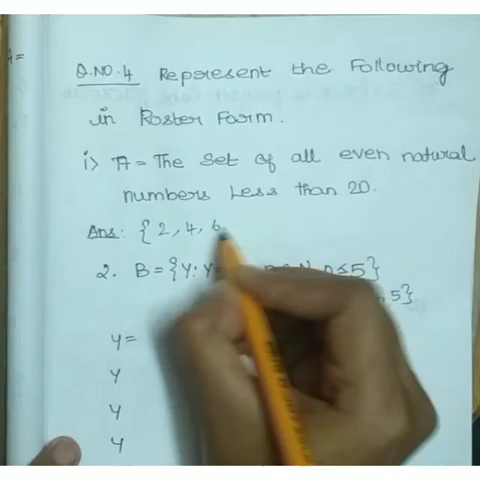 A=
Q.NO.4 Represent the Following
in Roster Form.
i> A = The Set of all even natural
numbers Less than 20.
Ans: { 2, 4, 6
2. B = {Y: Y= n≤5}
, 5}
Y=
Y
Y
Y